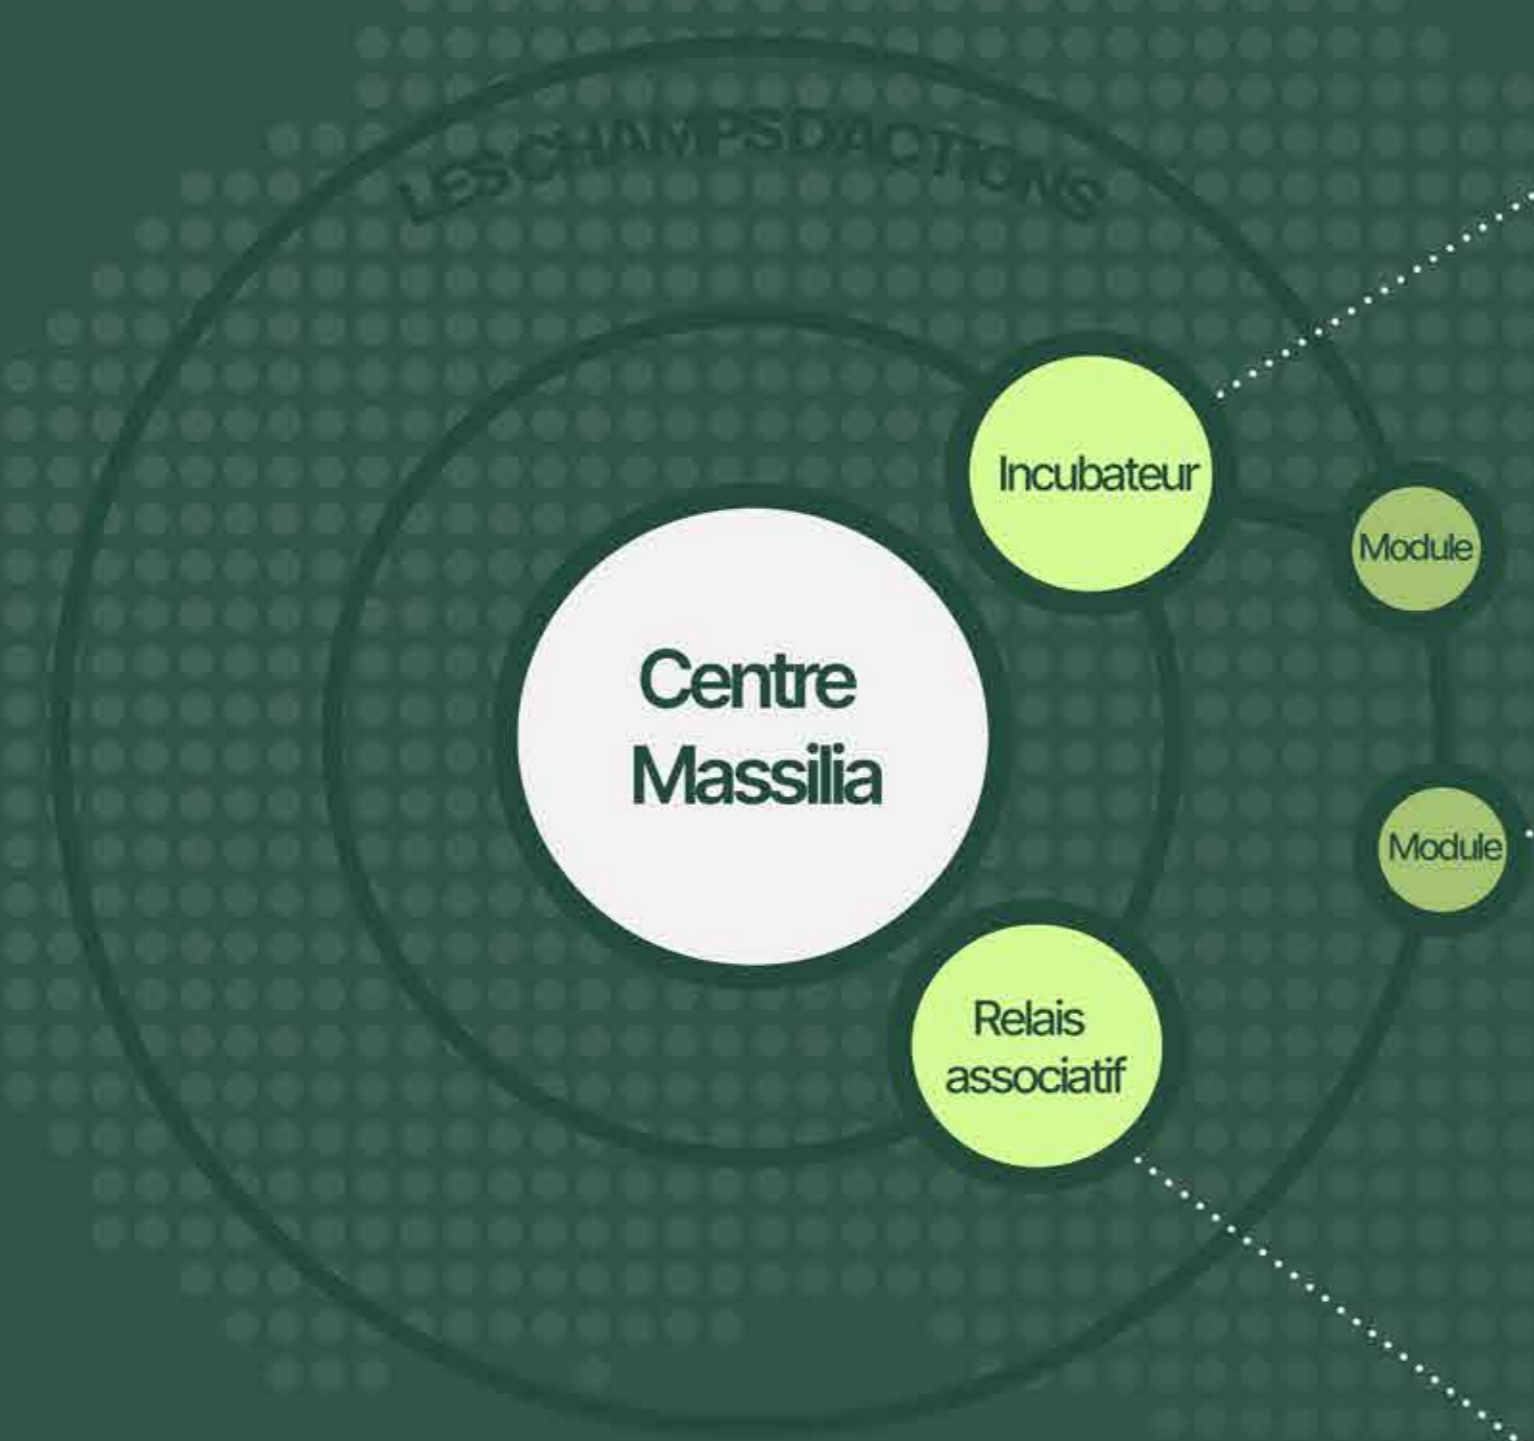 LES CHAMPS D'ACTIONS
Incubateur
Module
Centre
Massilia
Module
Relais
associatif